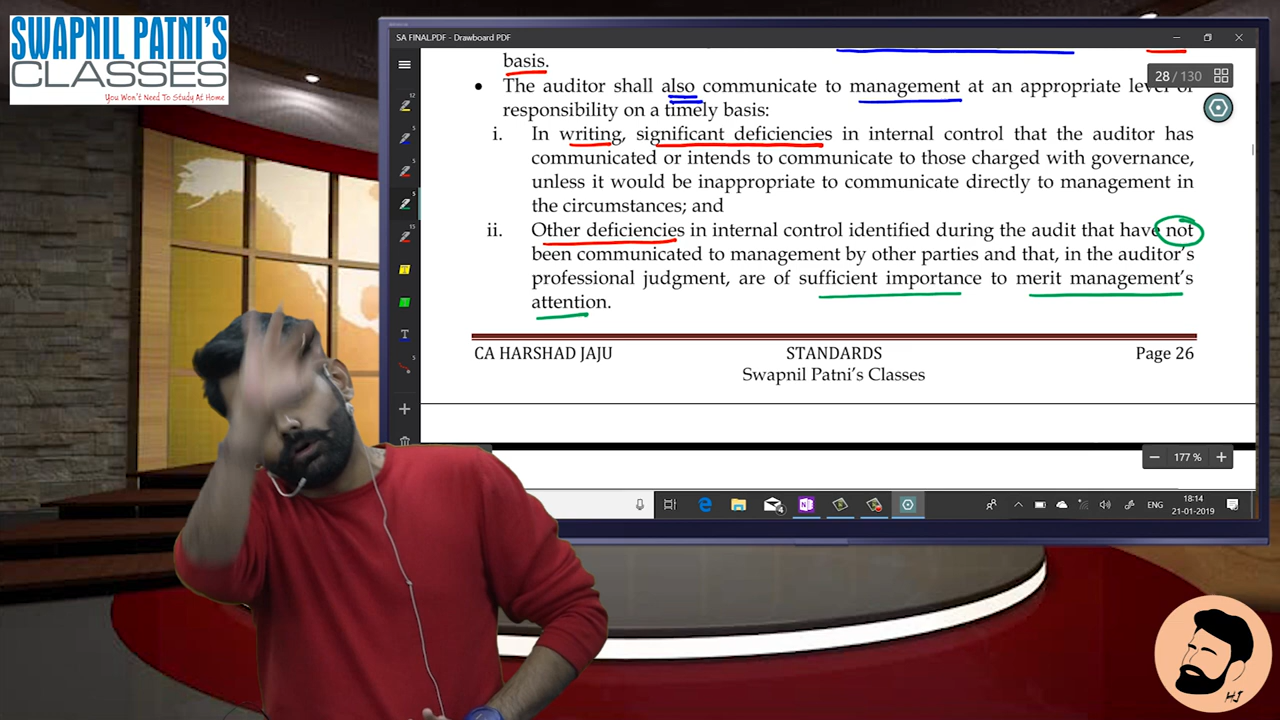 SWAPNIL PATNI'S
CLASSES
You Won't Need To Study At Home
SA FINAL.PDF - Drawboard PDF
basis.
28 / 130
• The auditor shall also communicate to management at an appropriate level of
responsibility on a timely basis:
i. In writing, significant deficiencies in internal control that the auditor has
communicated or intends to communicate to those charged with governance,
unless it would be inappropriate to communicate directly to management in
the circumstances; and
ii. Other deficiencies in internal control identified during the audit that have not
been communicated to management by other parties and that, in the auditor's
professional judgment, are of sufficient importance to merit management's
attention.
CA HARSHAD JAJU STANDARDS Page 26
Swapnil Patni's Classes
177 %
18:14
ENG
21-01-2019
HJ